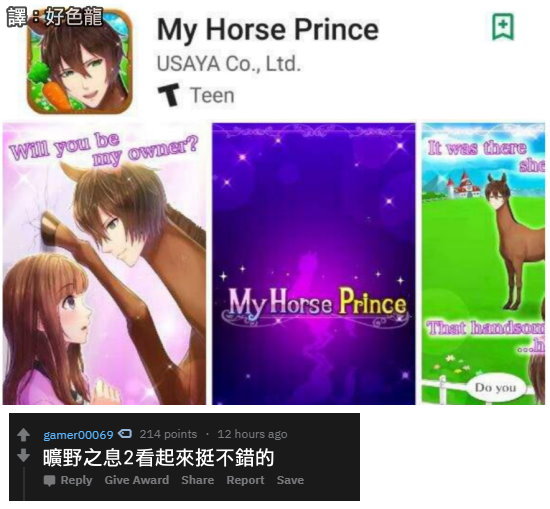 譯：好色龍
My Horse Prince
USAYA Co., Ltd.
T Teen
Will you be
my owner?
My Horse Prince
It was there
she
That handsom
...h
Do you
gamer00069 214 points · 12 hours ago
曠野之息2看起來挺不錯的
Reply Give Award Share Report Save